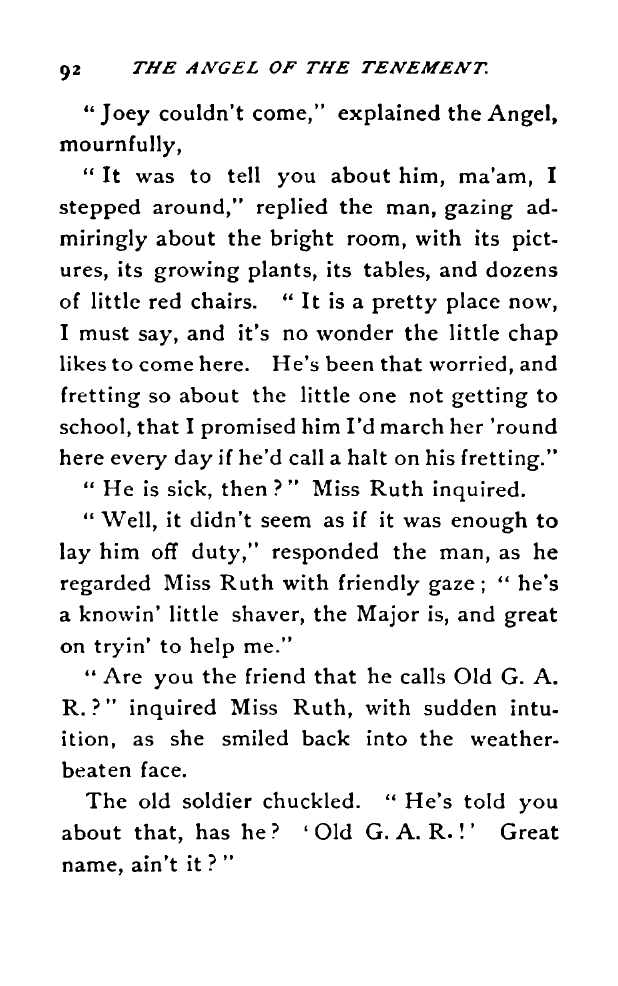 92 THE ANGEL OF THE TENEMENT.
“Joey couldn't come,” explained the Angel,
mournfully,
“It was to tell you about him, ma'am, I
stepped around,” replied the man, gazing ad-
miringly about the bright room, with its pict-
ures, its growing plants, its tables, and dozens
of little red chairs. “It is a pretty place now,
I must say, and it's no wonder the little chap
likes to come here. He's been that worried, and
fretting so about the little one not getting to
school, that I promised him I'd march her 'round
here every day if he'd call a halt on his fretting.”
“He is sick, then?” Miss Ruth inquired.
“Well, it didn't seem as if it was enough to
lay him off duty,” responded the man, as he
regarded Miss Ruth with friendly gaze; “he's
a knowin' little shaver, the Major is, and great
on tryin' to help me.”
“Are you the friend that he calls Old G. A.
R.?” inquired Miss Ruth, with sudden intu-
ition, as she smiled back into the weather-
beaten face.
The old soldier chuckled. “He's told you
about that, has he? ‘Old G. A. R.!’ Great
name, ain't it?”